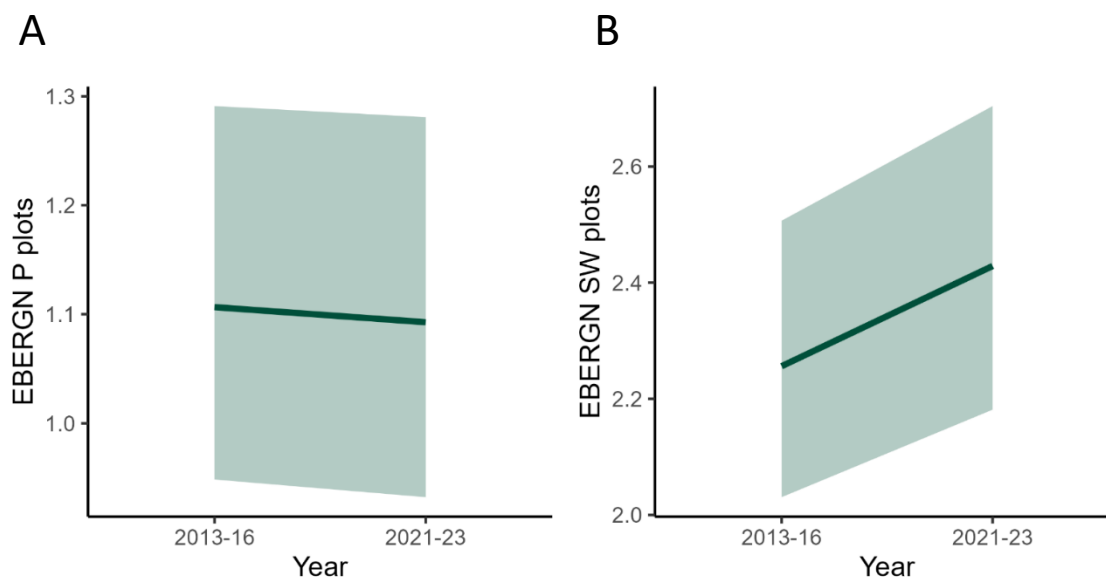 A
EBERGN P plots
1.3
1.2
1.1
1.0
2013-16
2021-23
Year
B
EBERGN SW plots
2.6
2.4
2.2
2.0
2013-16
2021-23
Year